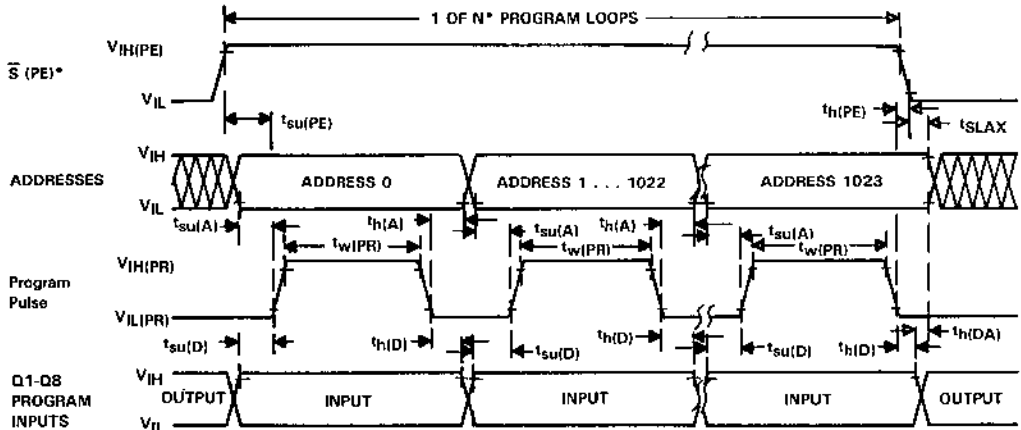 1 OF N* PROGRAM LOOPS
VIH(PE)
S̅ (PE)*
VIL
tsu(PE)
th(PE)
tSLAX
VIH
ADDRESSES
ADDRESS 0
ADDRESS 1 . . . 1022
ADDRESS 1023
VIL
tsu(A)
th(A)
tsu(A)
th(A)
tsu(A)
tw(PR)
tw(PR)
tw(PR)
VIH(PR)
Program
Pulse
VIL(PR)
tsu(D)
th(D)
tsu(D)
th(D)
tsu(D)
th(D)
th(DA)
Q1-Q8
PROGRAM
INPUTS
VIH
OUTPUT
INPUT
INPUT
INPUT
OUTPUT
VIL